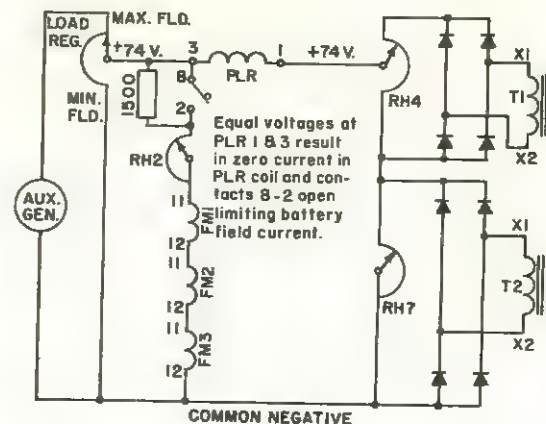 LOAD
REG.
MAX. FLD.
+74 V.
3
1
+74 V.
PLR
8
2
1500
MIN.
FLD.
RH4
X1
T1
X2
Equal voltages at
PLR 1 & 3 result
in zero current in
PLR coil and con-
tacts 8-2 open
limiting battery
field current.
RH2
AUX.
GEN.
11
FM1
12
11
FM2
12
11
FM3
12
X1
T2
X2
RH7
COMMON NEGATIVE